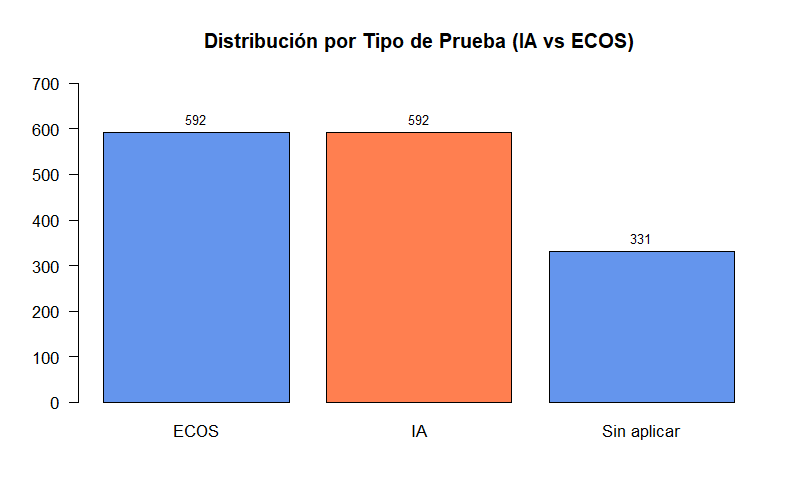 Distribución por Tipo de Prueba (IA vs ECOS)
700
600
500
400
300
200
100
0
592
592
331
ECOS
IA
Sin aplicar